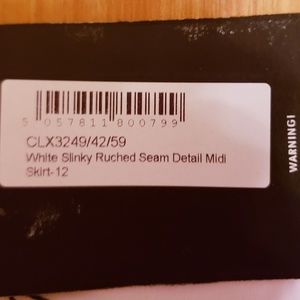 5 057811 800799
CLX3249/42/59
White Slinky Ruched Seam Detail Midi
Skirt-12
WARNING!